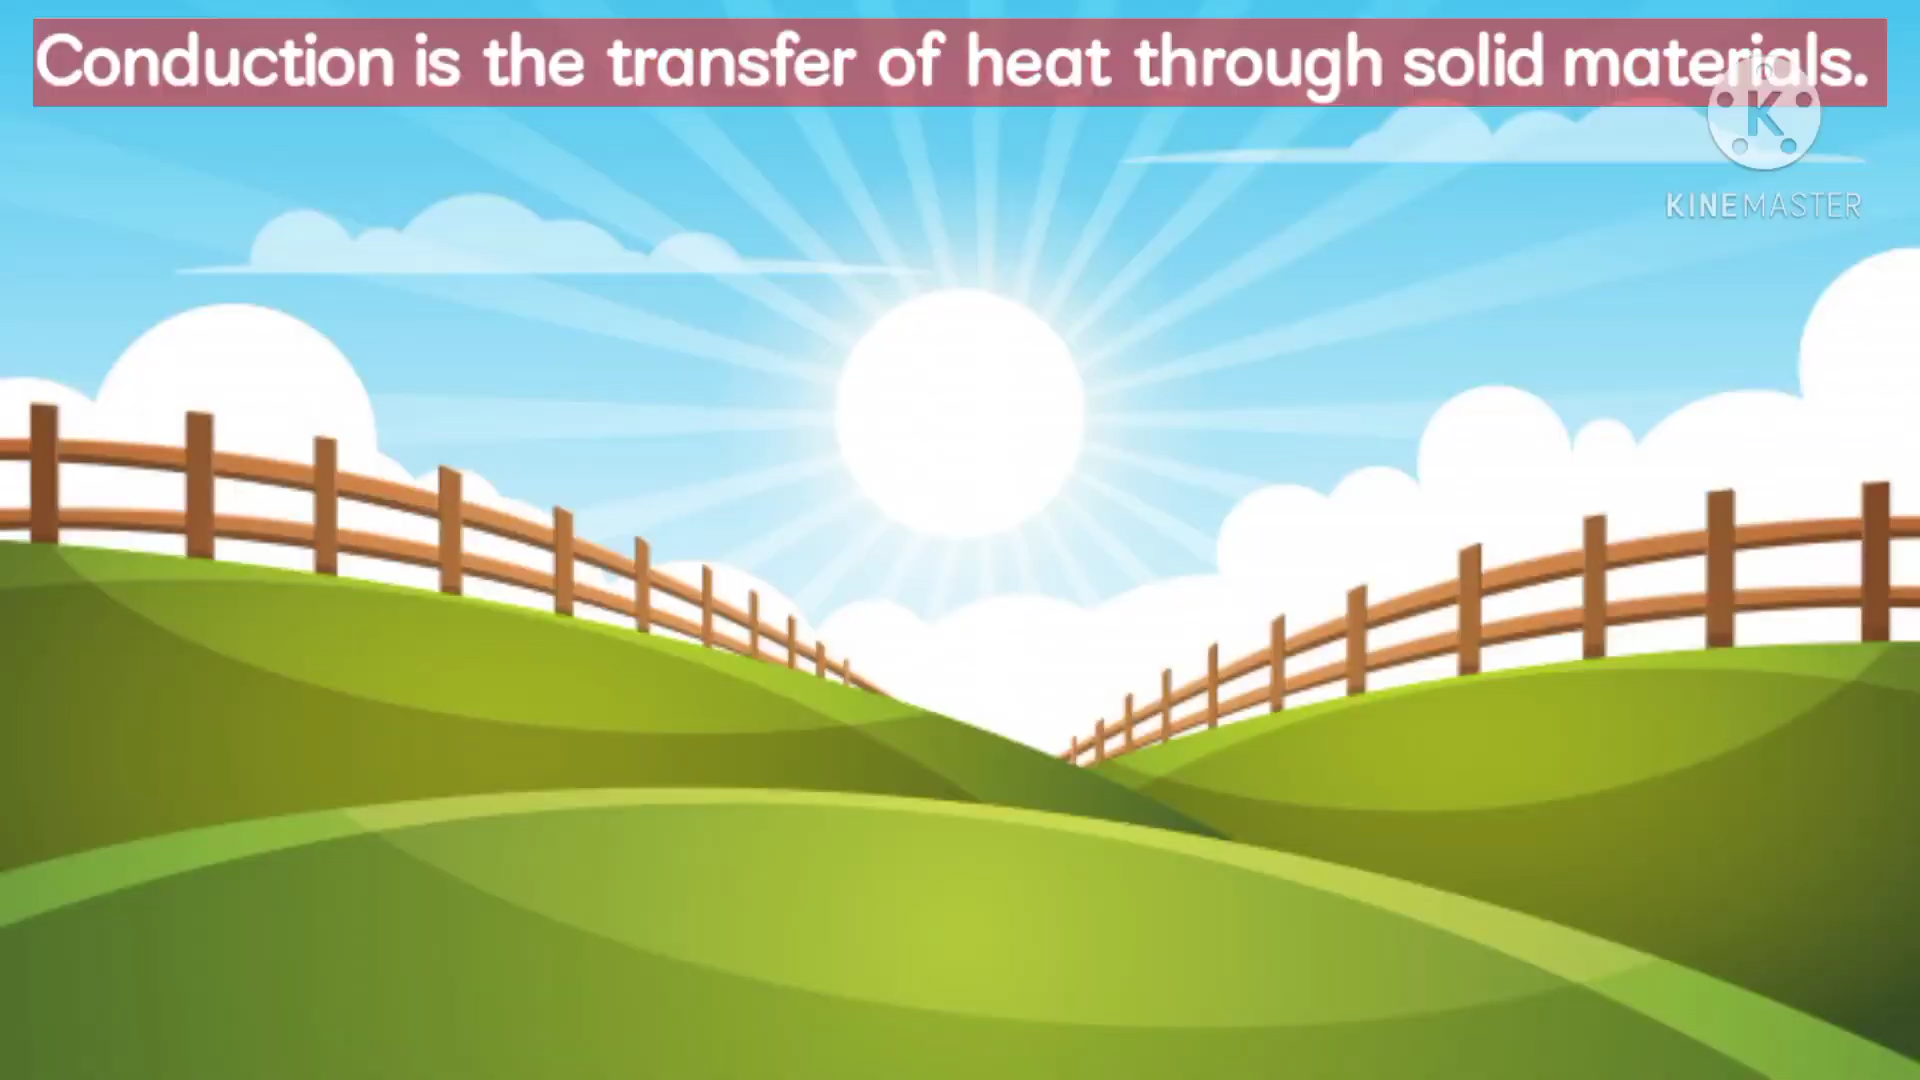 Conduction is the transfer of heat through solid materials.
K
KINEMASTER